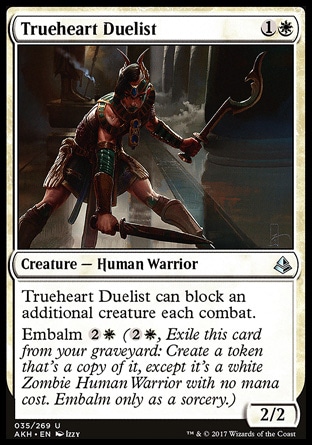 Trueheart Duelist 1
Creature — Human Warrior
Trueheart Duelist can block an
additional creature each combat.
Embalm 2 (2, Exile this card
from your graveyard: Create a token
that's a copy of it, except it's a white
Zombie Human Warrior with no mana
cost. Embalm only as a sorcery.)
2/2
035/269 U
AKH • EN Izzy
™ & © 2017 Wizards of the Coast